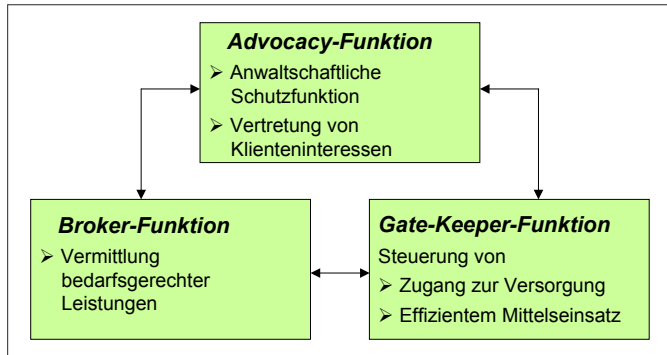 Advocacy-Funktion
➢ Anwaltschaftliche
Schutzfunktion
➢ Vertretung von
Klienteninteressen
Broker-Funktion
➢ Vermittlung
bedarfsgerechter
Leistungen
Gate-Keeper-Funktion
Steuerung von
➢ Zugang zur Versorgung
➢ Effizientem Mittelseinsatz